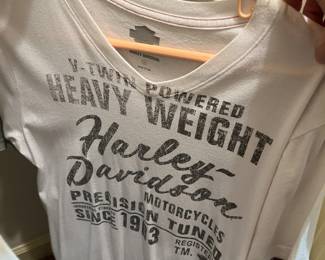 V-TWIN POWERED
HEAVY WEIGHT
Harley-
Davidson
MOTORCYCLES
PRECISION TUNED
SINCE 1903
REGISTERED
TM.